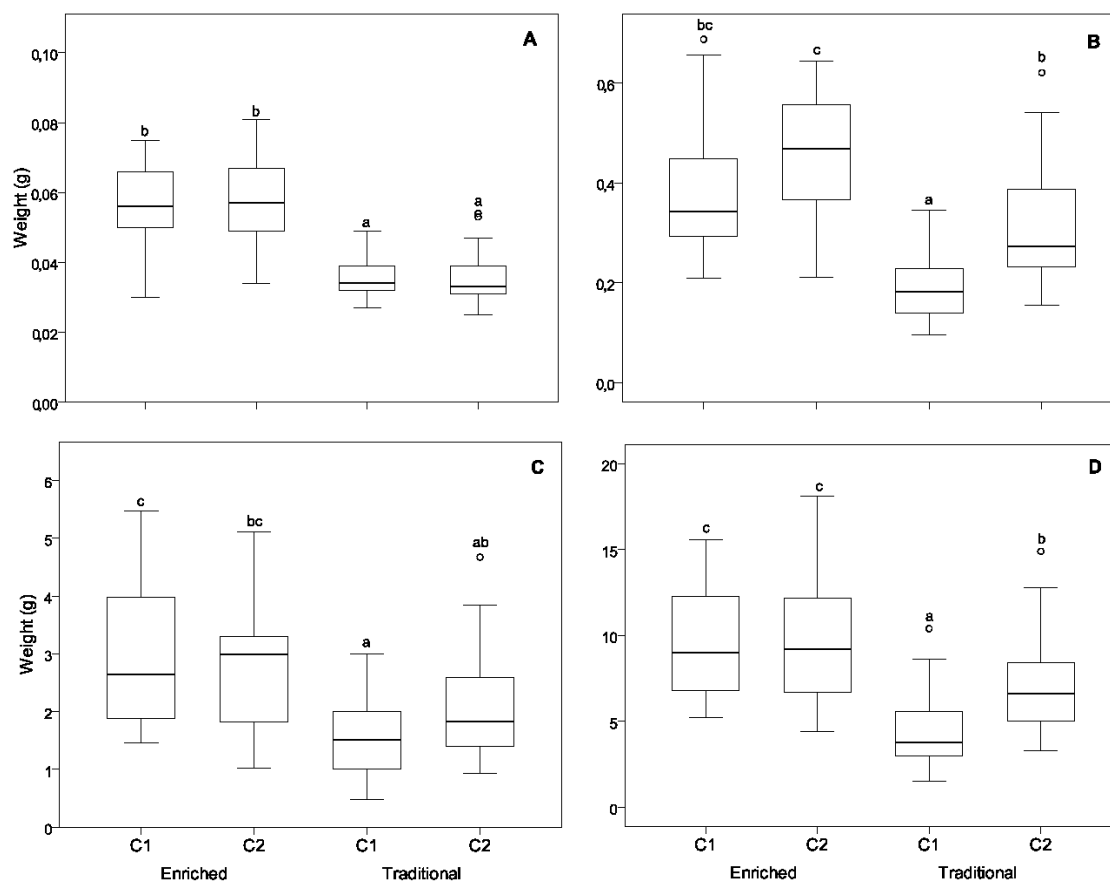 A
0,10
b
b
0,08
0,06
a
a
0,04
0,02
0,00
Weight (g)
B
bc
c
b
0,6
0,4
a
0,2
0,0
C
6
c
bc
ab
5
4
a
3
2
1
0
Weight (g)
C1
C2
C1
C2
Enriched
Traditional
D
20
c
c
b
15
a
10
5
0
C1
C2
C1
C2
Enriched
Traditional